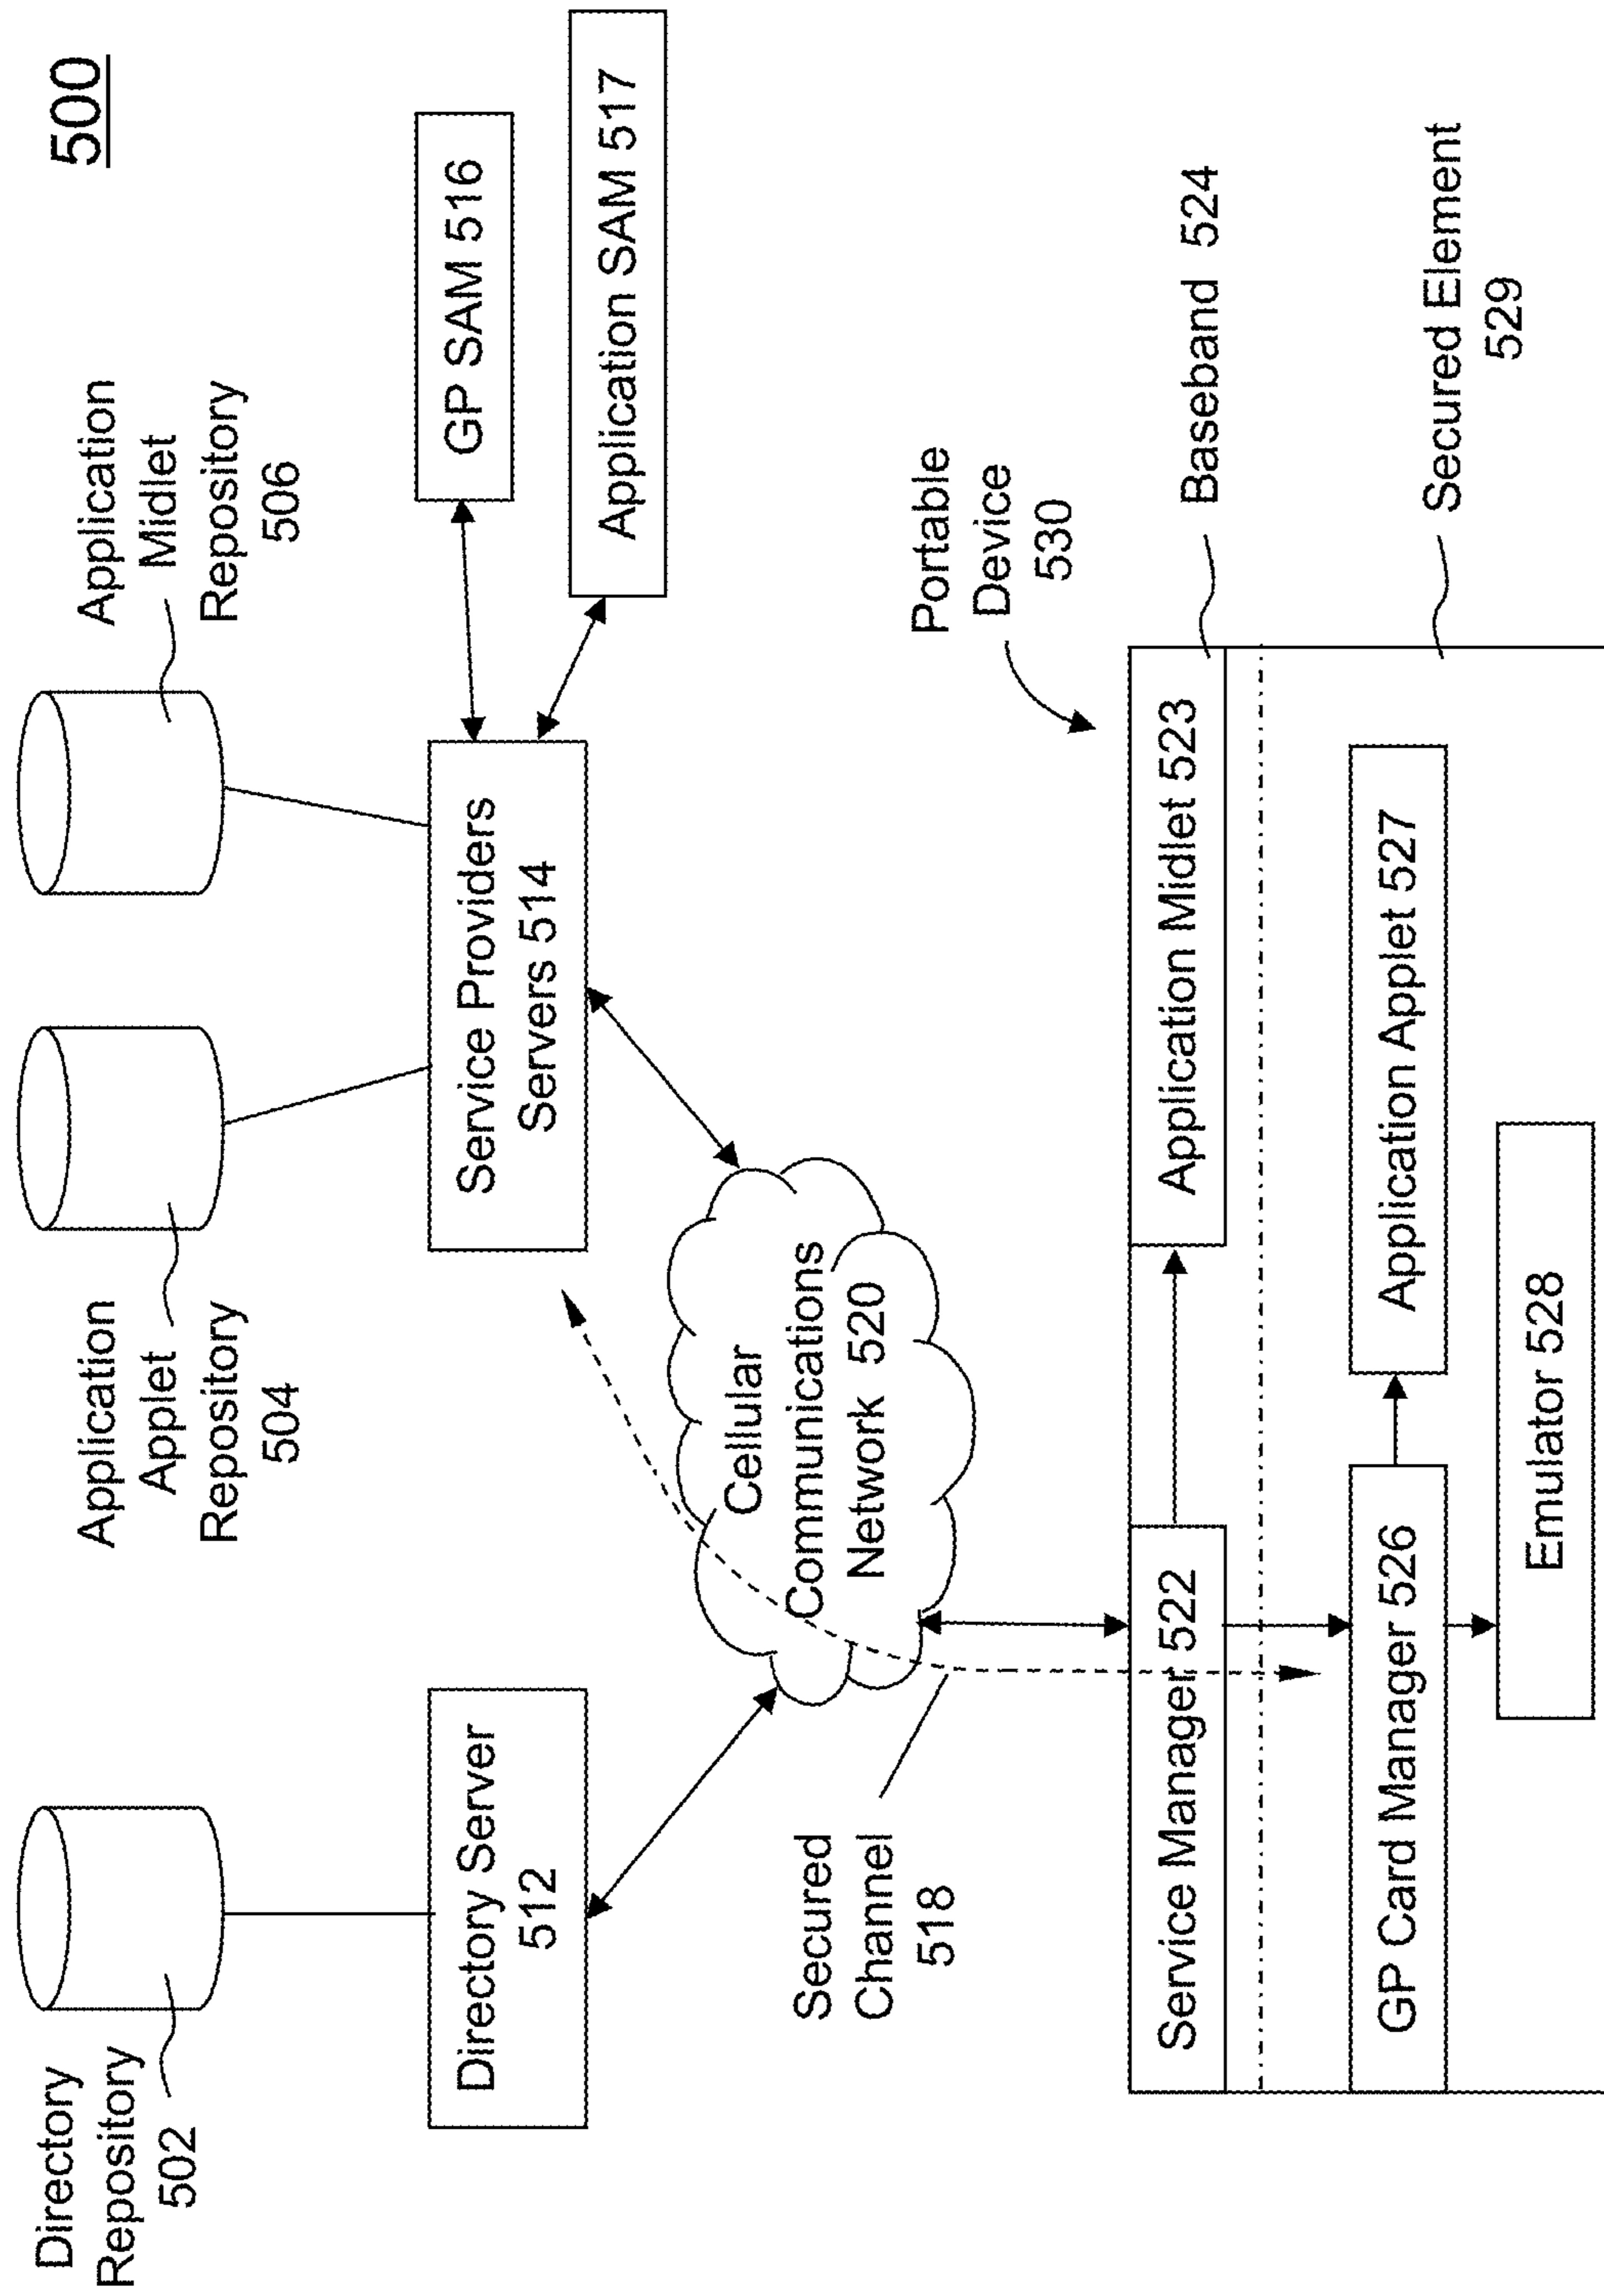 500
Directory
Repository
502
Application
Applet
Repository
504
Application
Midlet
Repository
506
Directory Server
512
Service Providers
Servers 514
GP SAM 516
Application SAM 517
Cellular
Communications
Network 520
Secured
Channel
518
Portable
Device
530
Service Manager 522
Application Midlet 523
Baseband 524
GP Card Manager 526
Application Applet 527
Secured Element
529
Emulator 528